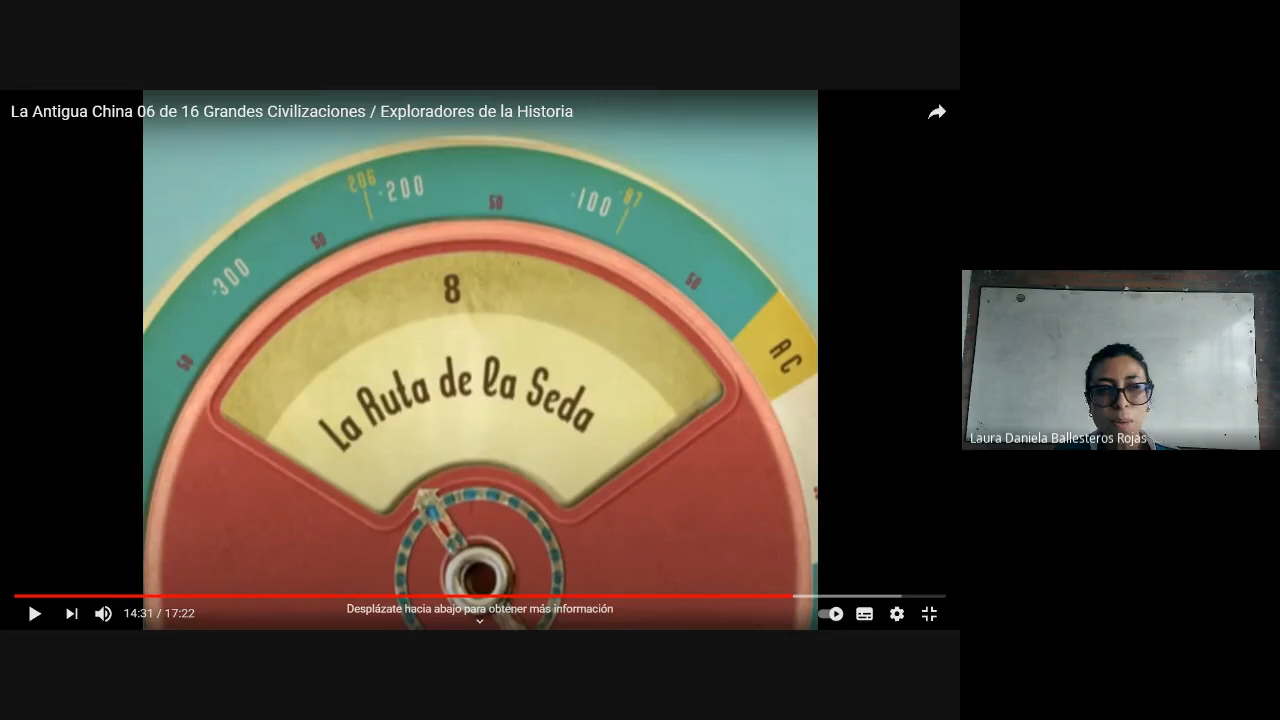 La Antigua China 06 de 16 Grandes Civilizaciones / Exploradores de la Historia
50
-300
50
-206
-200
50
-100
-87
50
A C
8
La Ruta de la Seda
Laura Daniela Ballesteros Rojas
14:31 / 17:22
Desplázate hacia abajo para obtener más información